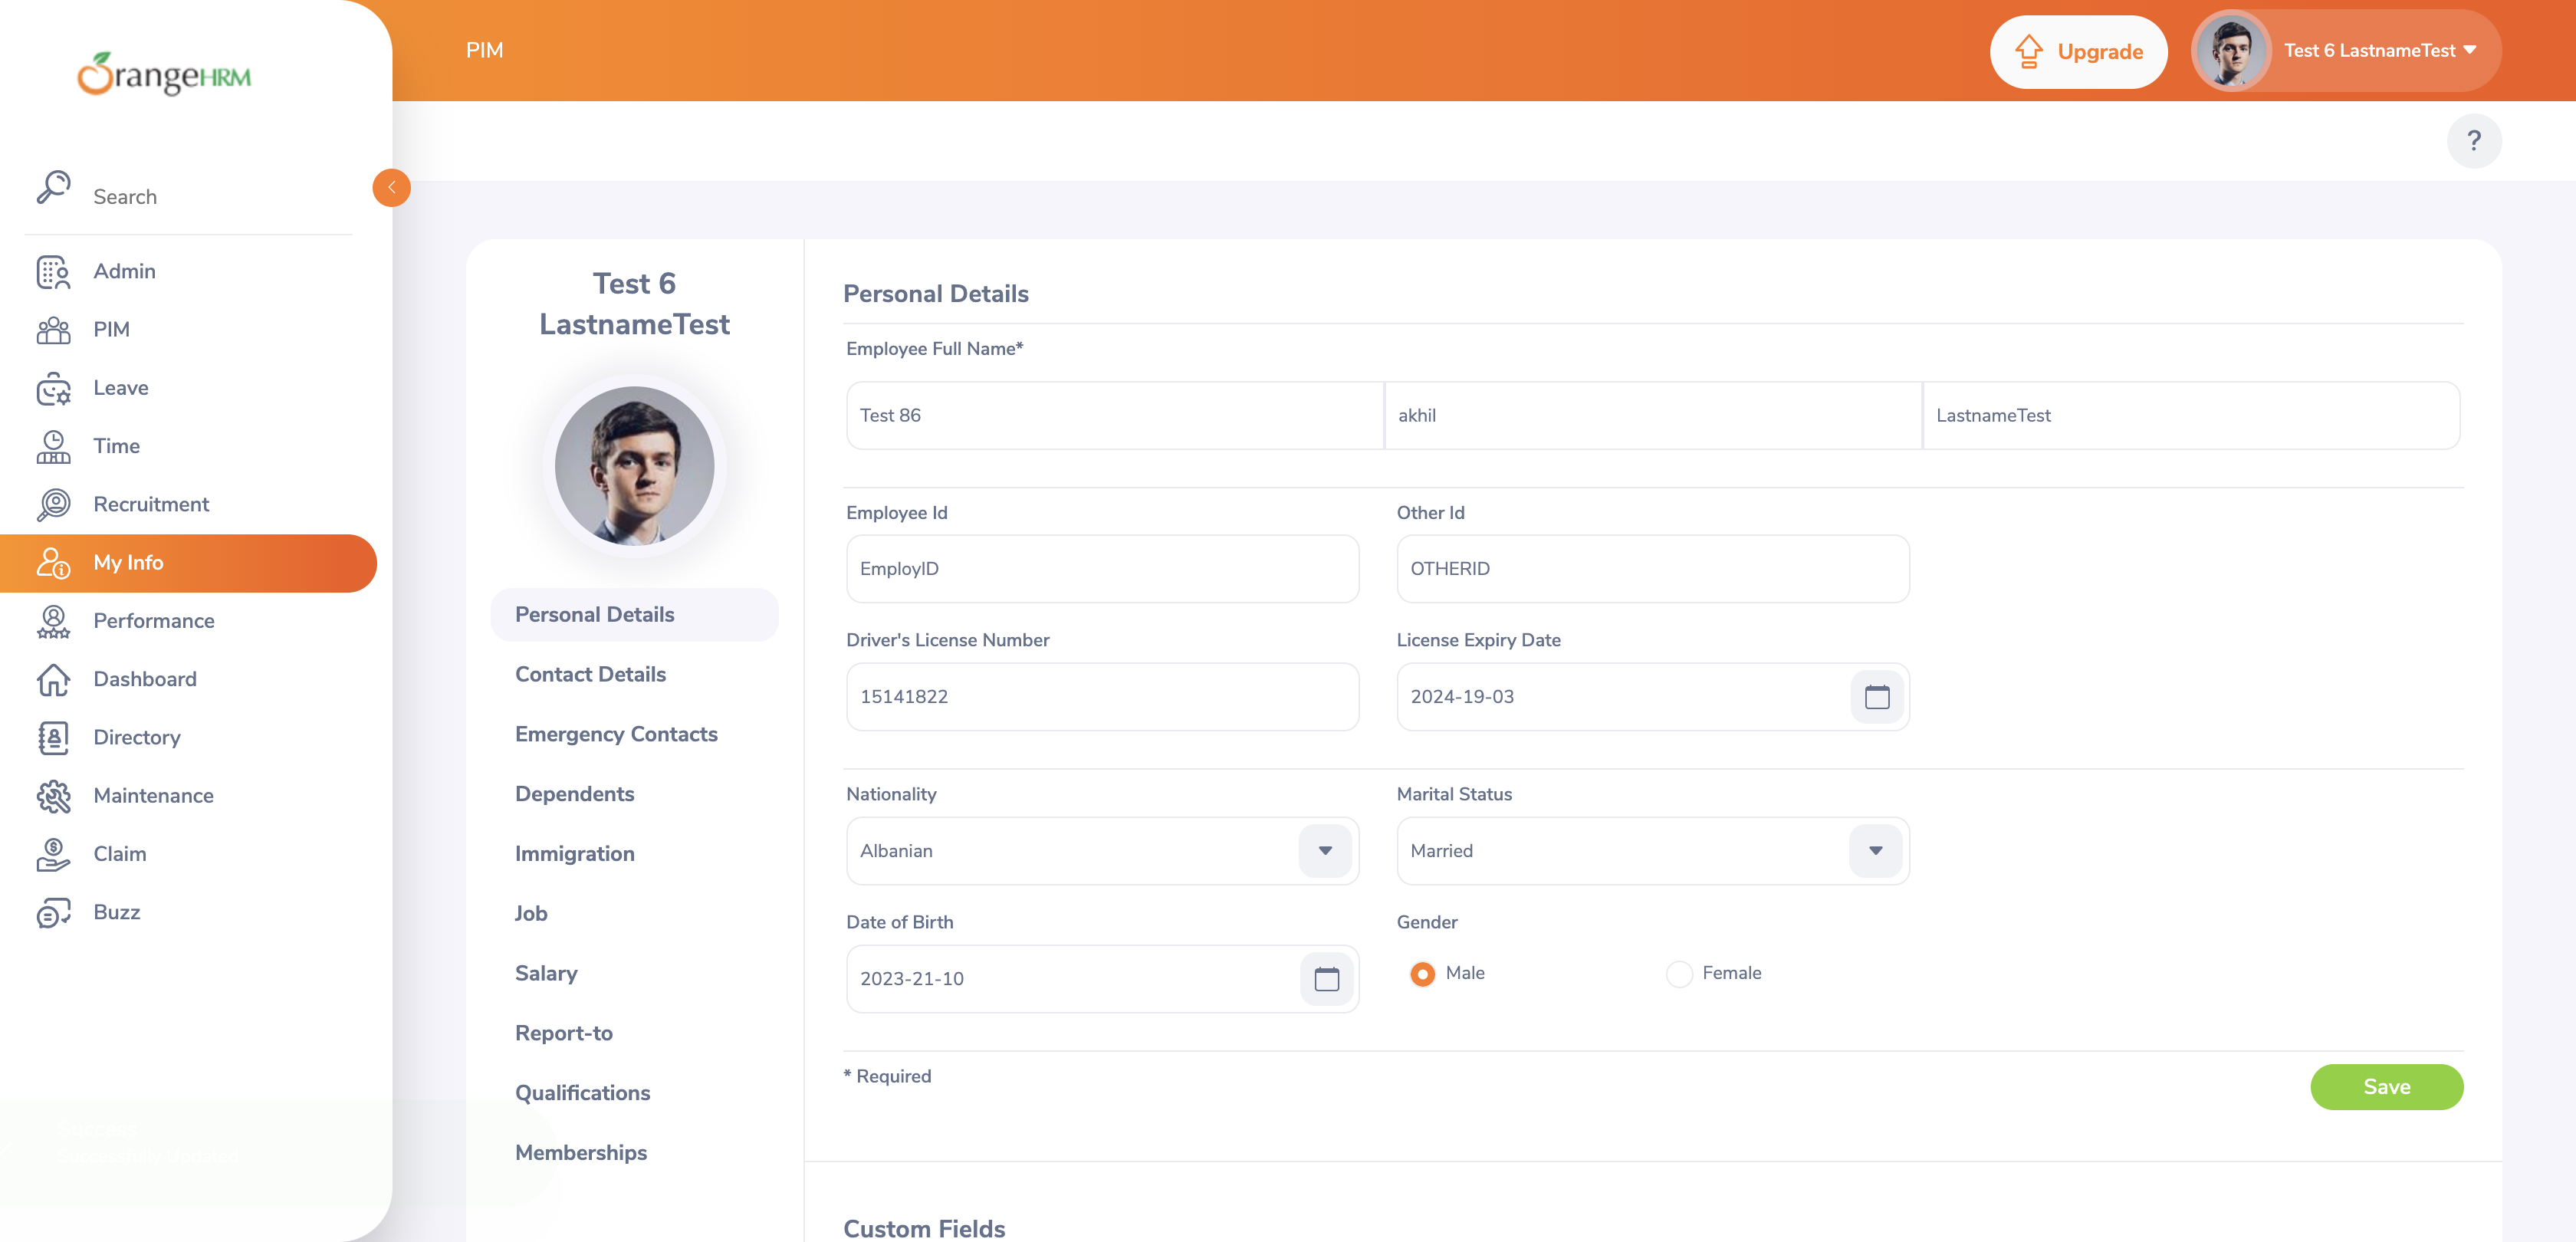 OrangeHRM
Search
Admin
PIM
Leave
Time
Recruitment
My Info
Performance
Dashboard
Directory
Maintenance
Claim
Buzz
PIM
Upgrade
Test 6 LastnameTest
?
Test 6
LastnameTest
Personal Details
Contact Details
Emergency Contacts
Dependents
Immigration
Job
Salary
Report-to
Qualifications
Memberships
Personal Details
Employee Full Name*
Test 86 akhil LastnameTest
Employee Id Other Id
EmployID OTHERID
Driver's License Number License Expiry Date
15141822 2024-19-03
Nationality Marital Status
Albanian Married
Date of Birth Gender
2023-21-10 Male Female
* Required Save
Custom Fields